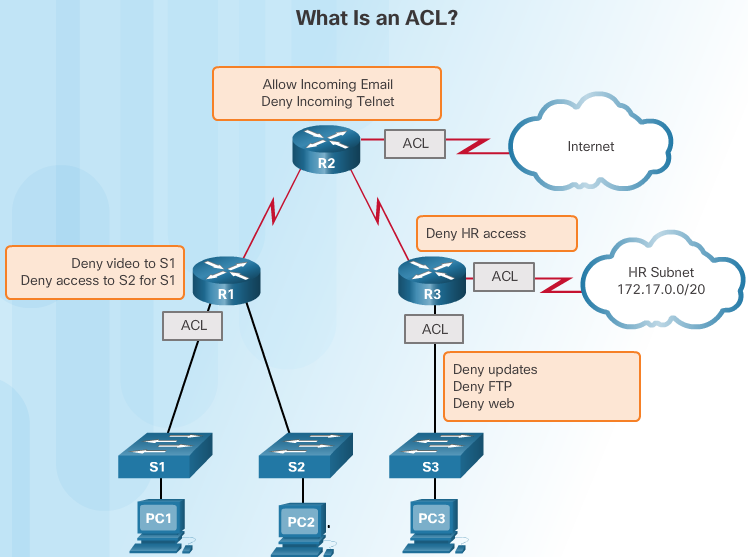 What Is an ACL?
Allow Incoming Email
Deny Incoming Telnet
R2
ACL
Internet
Deny HR access
Deny video to S1
Deny access to S2 for S1
R1
R3
ACL
HR Subnet
172.17.0.0/20
ACL
ACL
Deny updates
Deny FTP
Deny web
S1
S2
S3
PC1
PC2
PC3